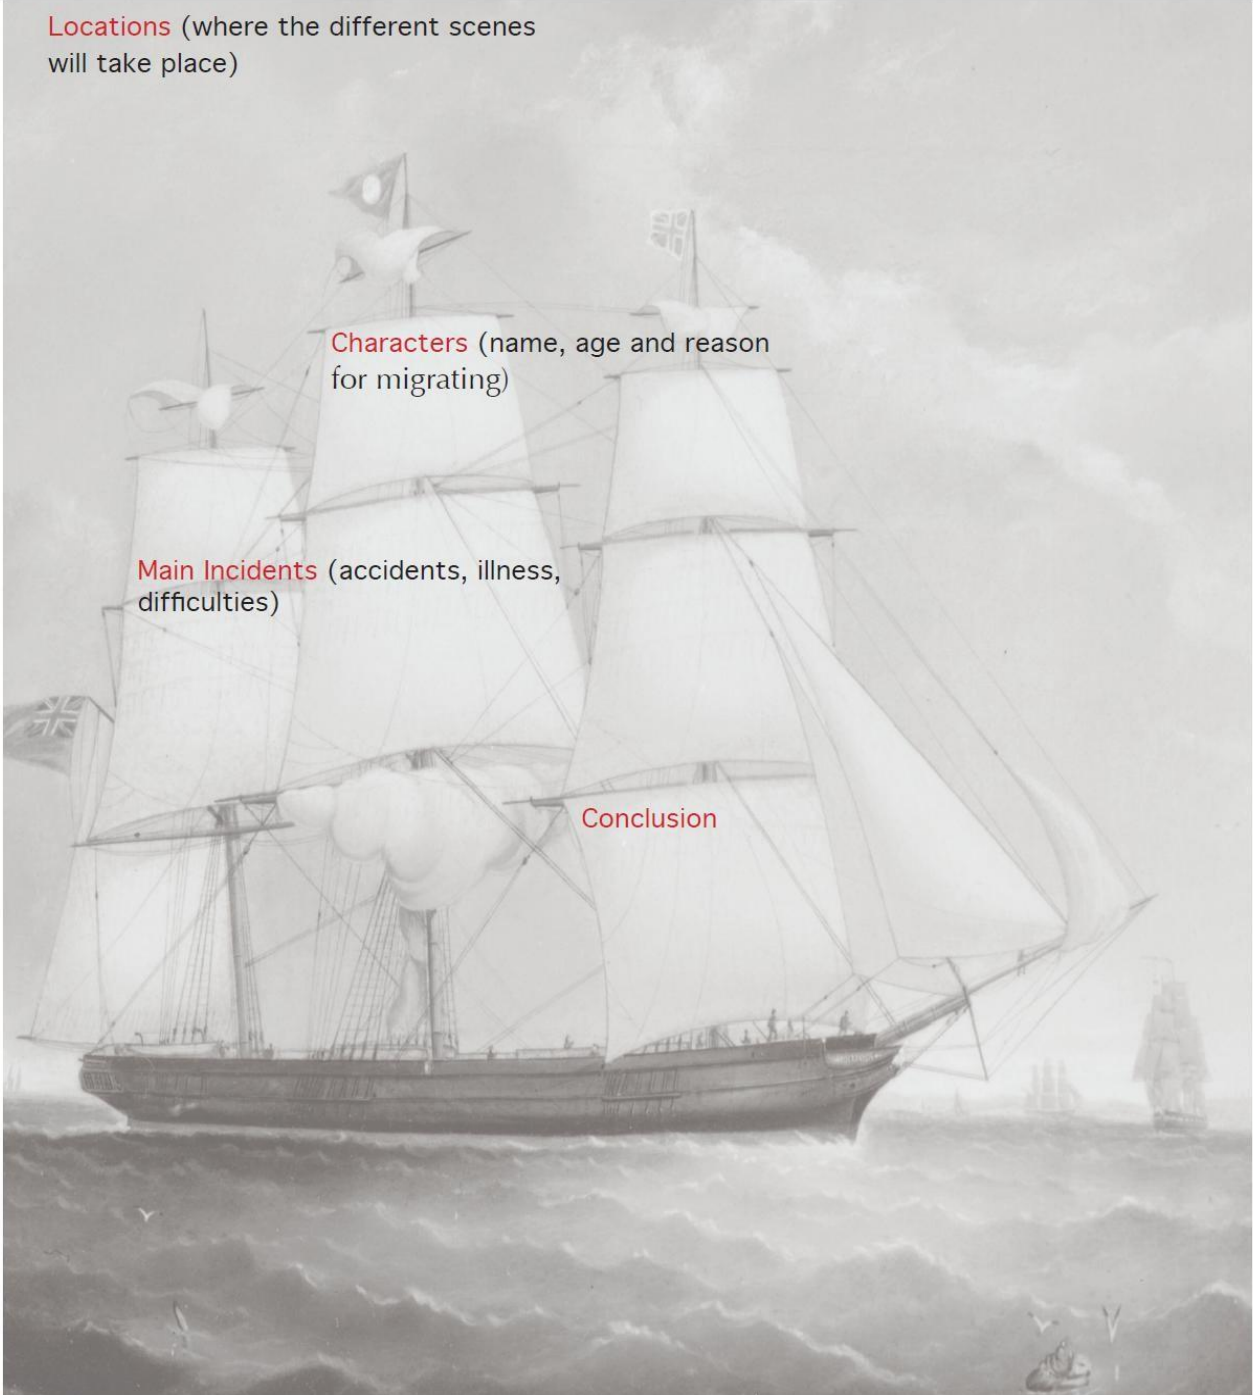 Locations (where the different scenes
will take place)
Characters (name, age and reason
for migrating)
Main Incidents (accidents, illness,
difficulties)
Conclusion